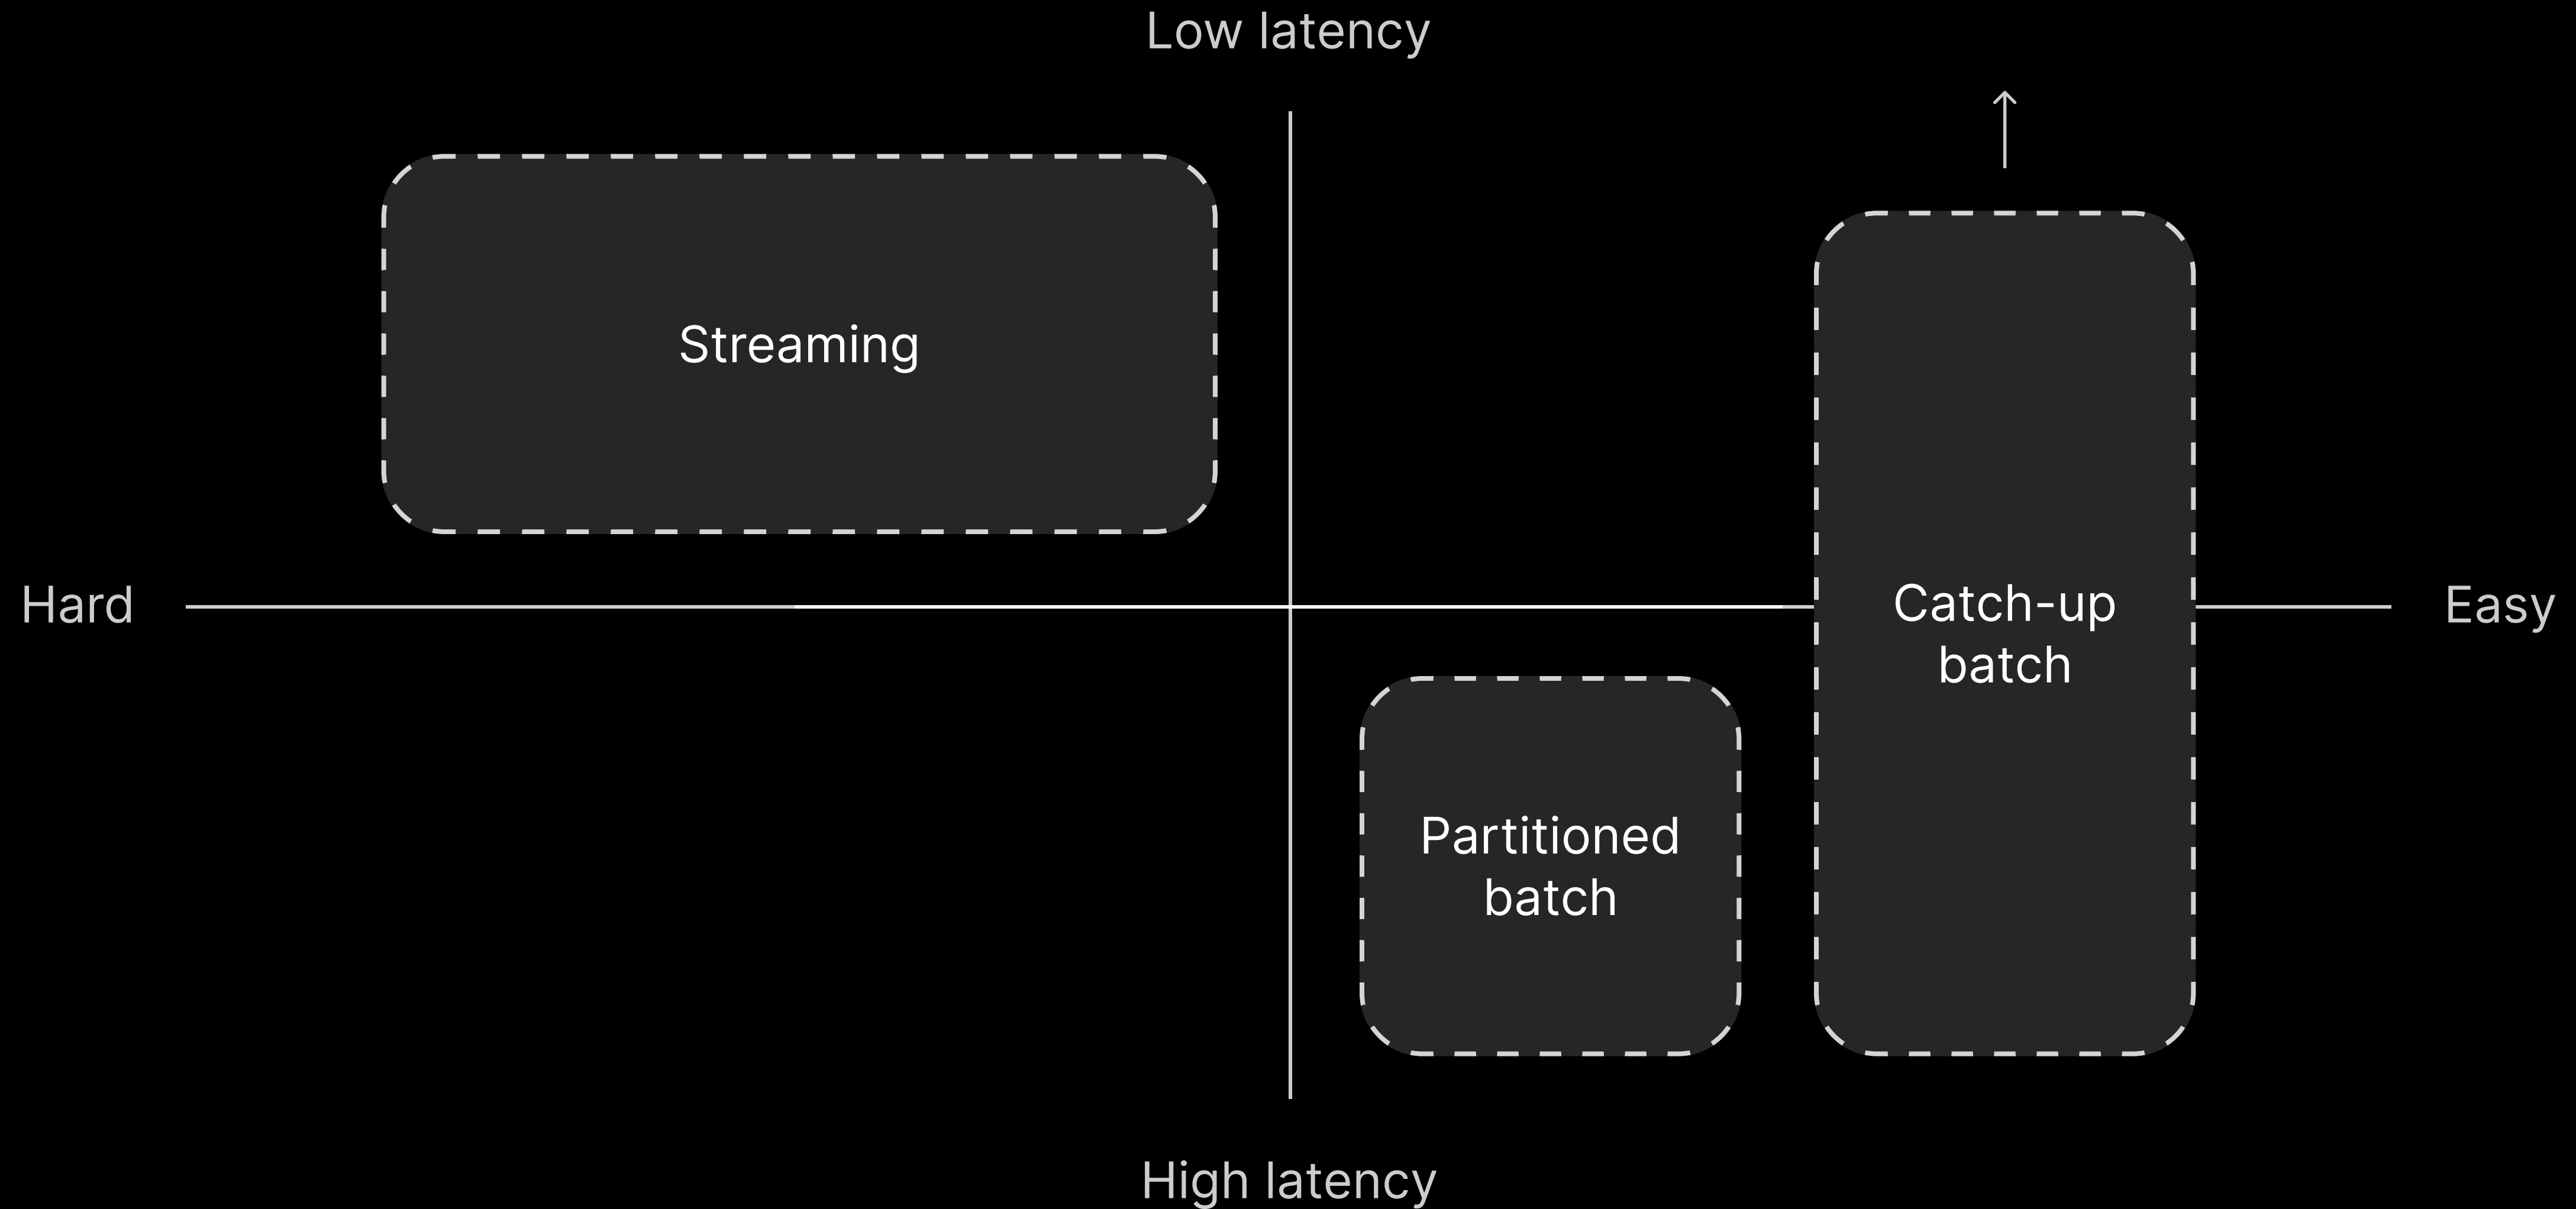 Low latency
Streaming
Hard
Catch-up
batch
Easy
Partitioned
batch
High latency